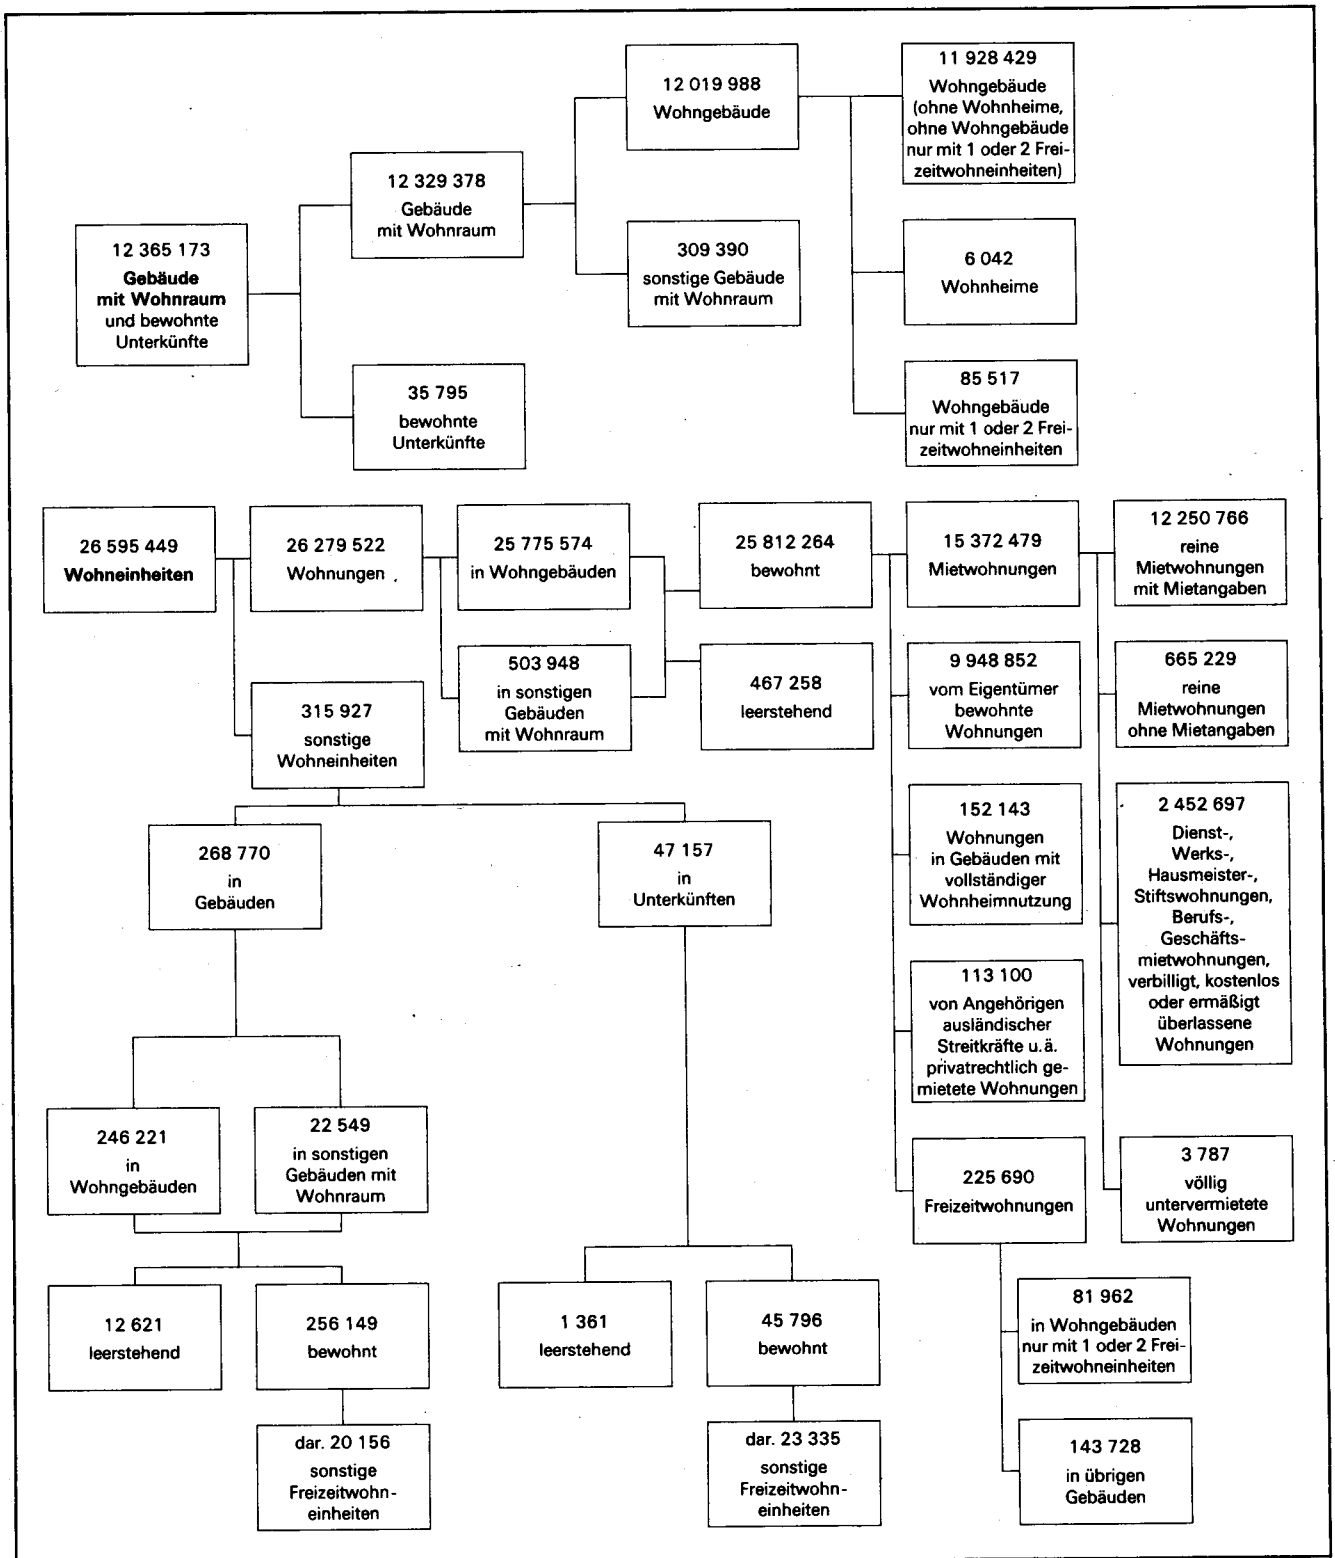 12 365 173
Gebäude
mit Wohnraum
und bewohnte
Unterkünfte
12 329 378
Gebäude
mit Wohnraum
35 795
bewohnte
Unterkünfte
12 019 988
Wohngebäude
309 390
sonstige Gebäude
mit Wohnraum
11 928 429
Wohngebäude
(ohne Wohnheime,
ohne Wohngebäude
nur mit 1 oder 2 Frei-
zeitwohneinheiten)
6 042
Wohnheime
85 517
Wohngebäude
nur mit 1 oder 2 Frei-
zeitwohneinheiten
26 595 449
Wohneinheiten
26 279 522
Wohnungen
315 927
sonstige
Wohneinheiten
25 775 574
in Wohngebäuden
503 948
in sonstigen
Gebäuden
mit Wohnraum
25 812 264
bewohnt
467 258
leerstehend
15 372 479
Mietwohnungen
9 948 852
vom Eigentümer
bewohnte
Wohnungen
152 143
Wohnungen
in Gebäuden mit
vollständiger
Wohnheimnutzung
113 100
von Angehörigen
ausländischer
Streitkräfte u. ä.
privatrechtlich ge-
mietete Wohnungen
225 690
Freizeitwohnungen
12 250 766
reine
Mietwohnungen
mit Mietangaben
665 229
reine
Mietwohnungen
ohne Mietangaben
2 452 697
Dienst-,
Werks-,
Hausmeister-,
Stiftswohnungen,
Berufs-,
Geschäfts-
mietwohnungen,
verbilligt, kostenlos
oder ermäßigt
überlassene
Wohnungen
3 787
völlig
untervermietete
Wohnungen
81 962
in Wohngebäuden
nur mit 1 oder 2 Frei-
zeitwohneinheiten
143 728
in übrigen
Gebäuden
268 770
in
Gebäuden
47 157
in
Unterkünften
246 221
in
Wohngebäuden
22 549
in sonstigen
Gebäuden mit
Wohnraum
12 621
leerstehend
256 149
bewohnt
dar. 20 156
sonstige
Freizeitwohn-
einheiten
1 361
leerstehend
45 796
bewohnt
dar. 23 335
sonstige
Freizeitwohn-
einheiten